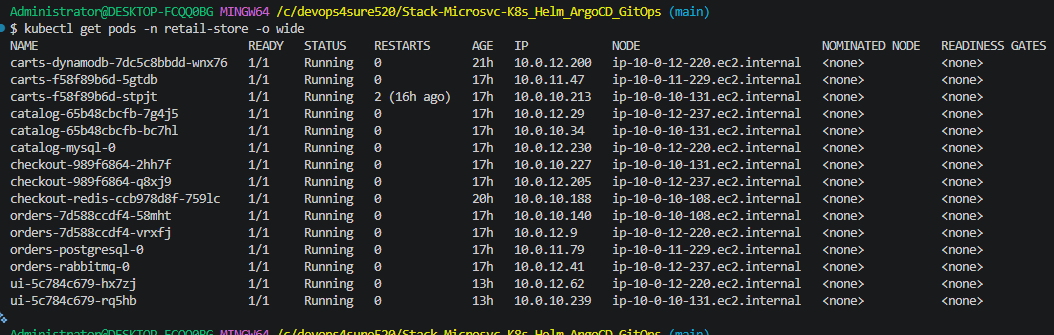 Administrator@DESKTOP-FCQQ0BG MINGW64 /c/devops4sure520/Stack-Microsvc-K8s_Helm_ArgoCD_GitOps (main)
$ kubectl get pods -n retail-store -o wide
NAME READY STATUS RESTARTS AGE IP NODE NOMINATED NODE READINESS GATES
carts-dynamodb-7dc5c8bbdd-wnx76 1/1 Running 0 21h 10.0.12.200 ip-10-0-12-220.ec2.internal <none> <none>
carts-f58f89b6d-5gtdb 1/1 Running 0 17h 10.0.11.47 ip-10-0-11-229.ec2.internal <none> <none>
carts-f58f89b6d-stpjt 1/1 Running 2 (16h ago) 17h 10.0.10.213 ip-10-0-10-131.ec2.internal <none> <none>
catalog-65b48cbcfb-7g4j5 1/1 Running 0 17h 10.0.12.29 ip-10-0-12-237.ec2.internal <none> <none>
catalog-65b48cbcfb-bc7hl 1/1 Running 0 17h 10.0.10.34 ip-10-0-10-131.ec2.internal <none> <none>
catalog-mysql-0 1/1 Running 0 17h 10.0.12.230 ip-10-0-12-220.ec2.internal <none> <none>
checkout-989f6864-2hh7f 1/1 Running 0 17h 10.0.10.227 ip-10-0-10-131.ec2.internal <none> <none>
checkout-989f6864-q8xj9 1/1 Running 0 17h 10.0.12.205 ip-10-0-12-237.ec2.internal <none> <none>
checkout-redis-ccb978d8f-759lc 1/1 Running 0 20h 10.0.10.188 ip-10-0-10-108.ec2.internal <none> <none>
orders-7d588ccdf4-58mht 1/1 Running 0 17h 10.0.10.140 ip-10-0-10-108.ec2.internal <none> <none>
orders-7d588ccdf4-vrxfj 1/1 Running 0 17h 10.0.12.9 ip-10-0-12-220.ec2.internal <none> <none>
orders-postgresql-0 1/1 Running 0 17h 10.0.11.79 ip-10-0-11-229.ec2.internal <none> <none>
orders-rabbitmq-0 1/1 Running 0 17h 10.0.12.41 ip-10-0-12-237.ec2.internal <none> <none>
ui-5c784c679-hx7zj 1/1 Running 0 13h 10.0.12.62 ip-10-0-12-220.ec2.internal <none> <none>
ui-5c784c679-rq5hb 1/1 Running 0 13h 10.0.10.239 ip-10-0-10-131.ec2.internal <none> <none>
Administrator@DESKTOP-FCQQ0BG MINGW64 /c/devops4sure520/Stack-Microsvc-K8s_Helm_ArgoCD_GitOps (main)